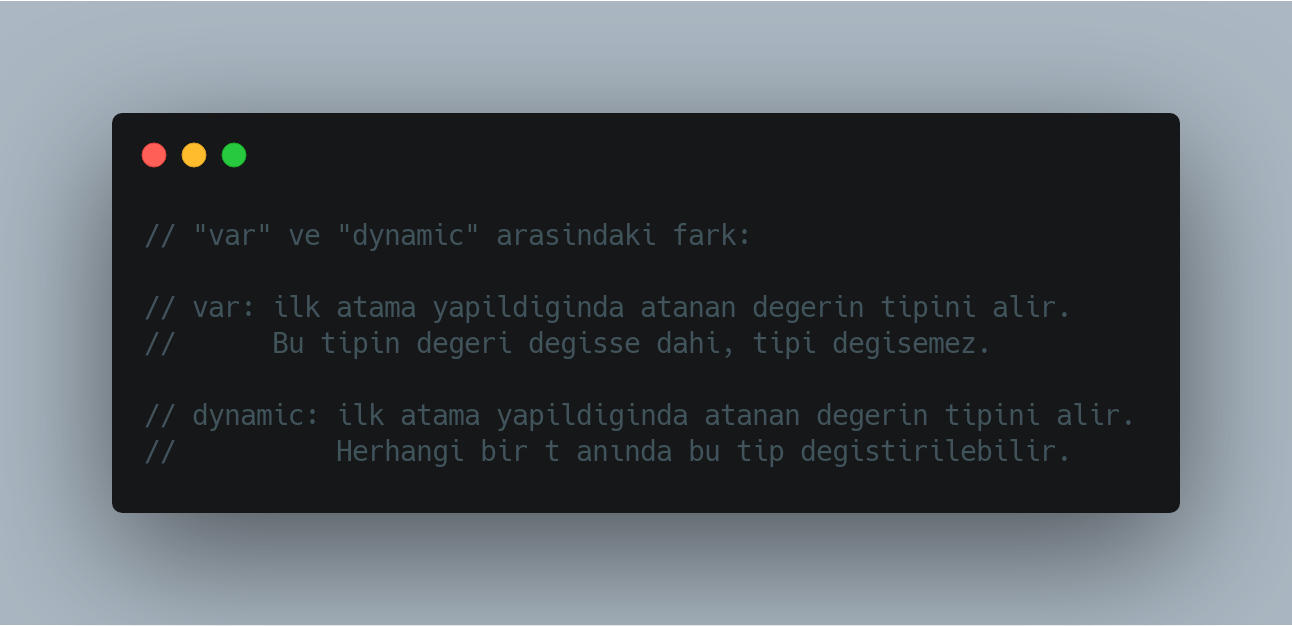 // "var" ve "dynamic" arasindaki fark:
// var: ilk atama yapildiginda atanan degerin tipini alir.
//      Bu tipin degeri degisse dahi, tipi degisemez.
// dynamic: ilk atama yapildiginda atanan degerin tipini alir.
//          Herhangi bir t anında bu tip degistirilebilir.